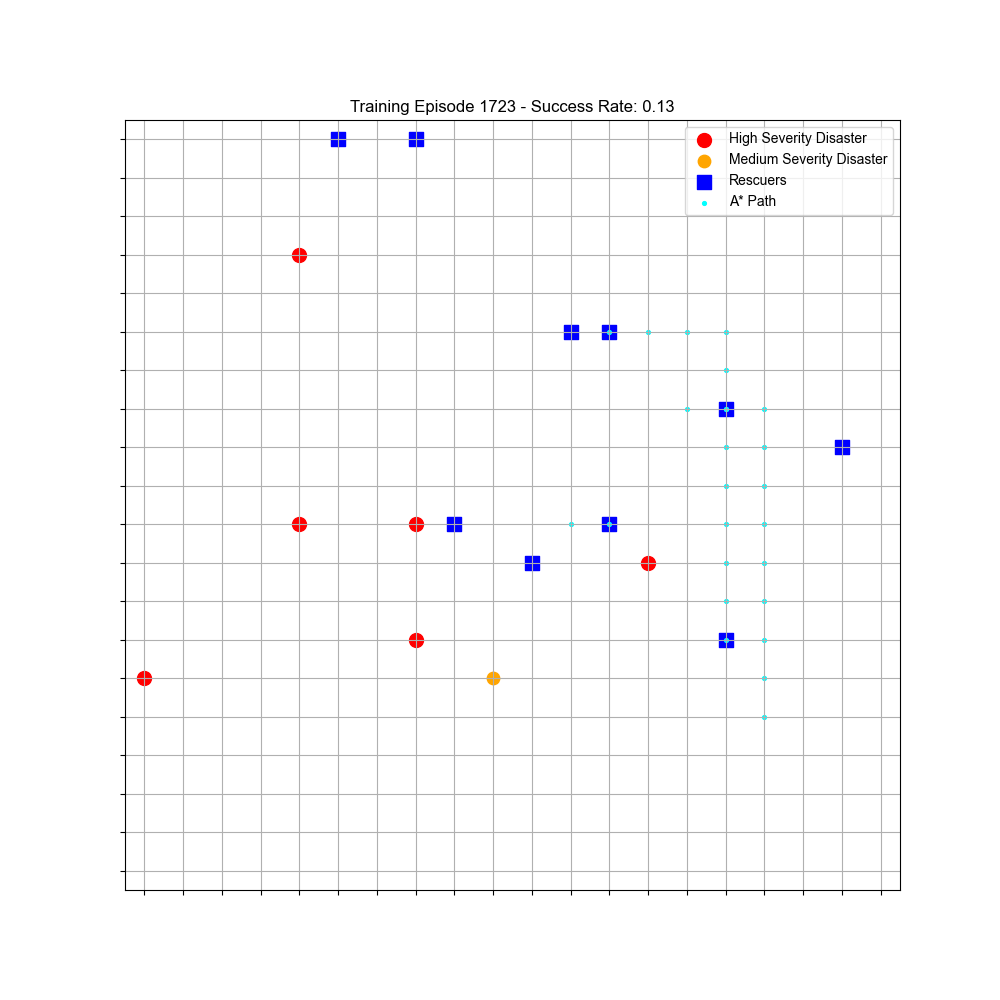 Training Episode 1723 - Success Rate: 0.13
High Severity Disaster
Medium Severity Disaster
Rescuers
A* Path